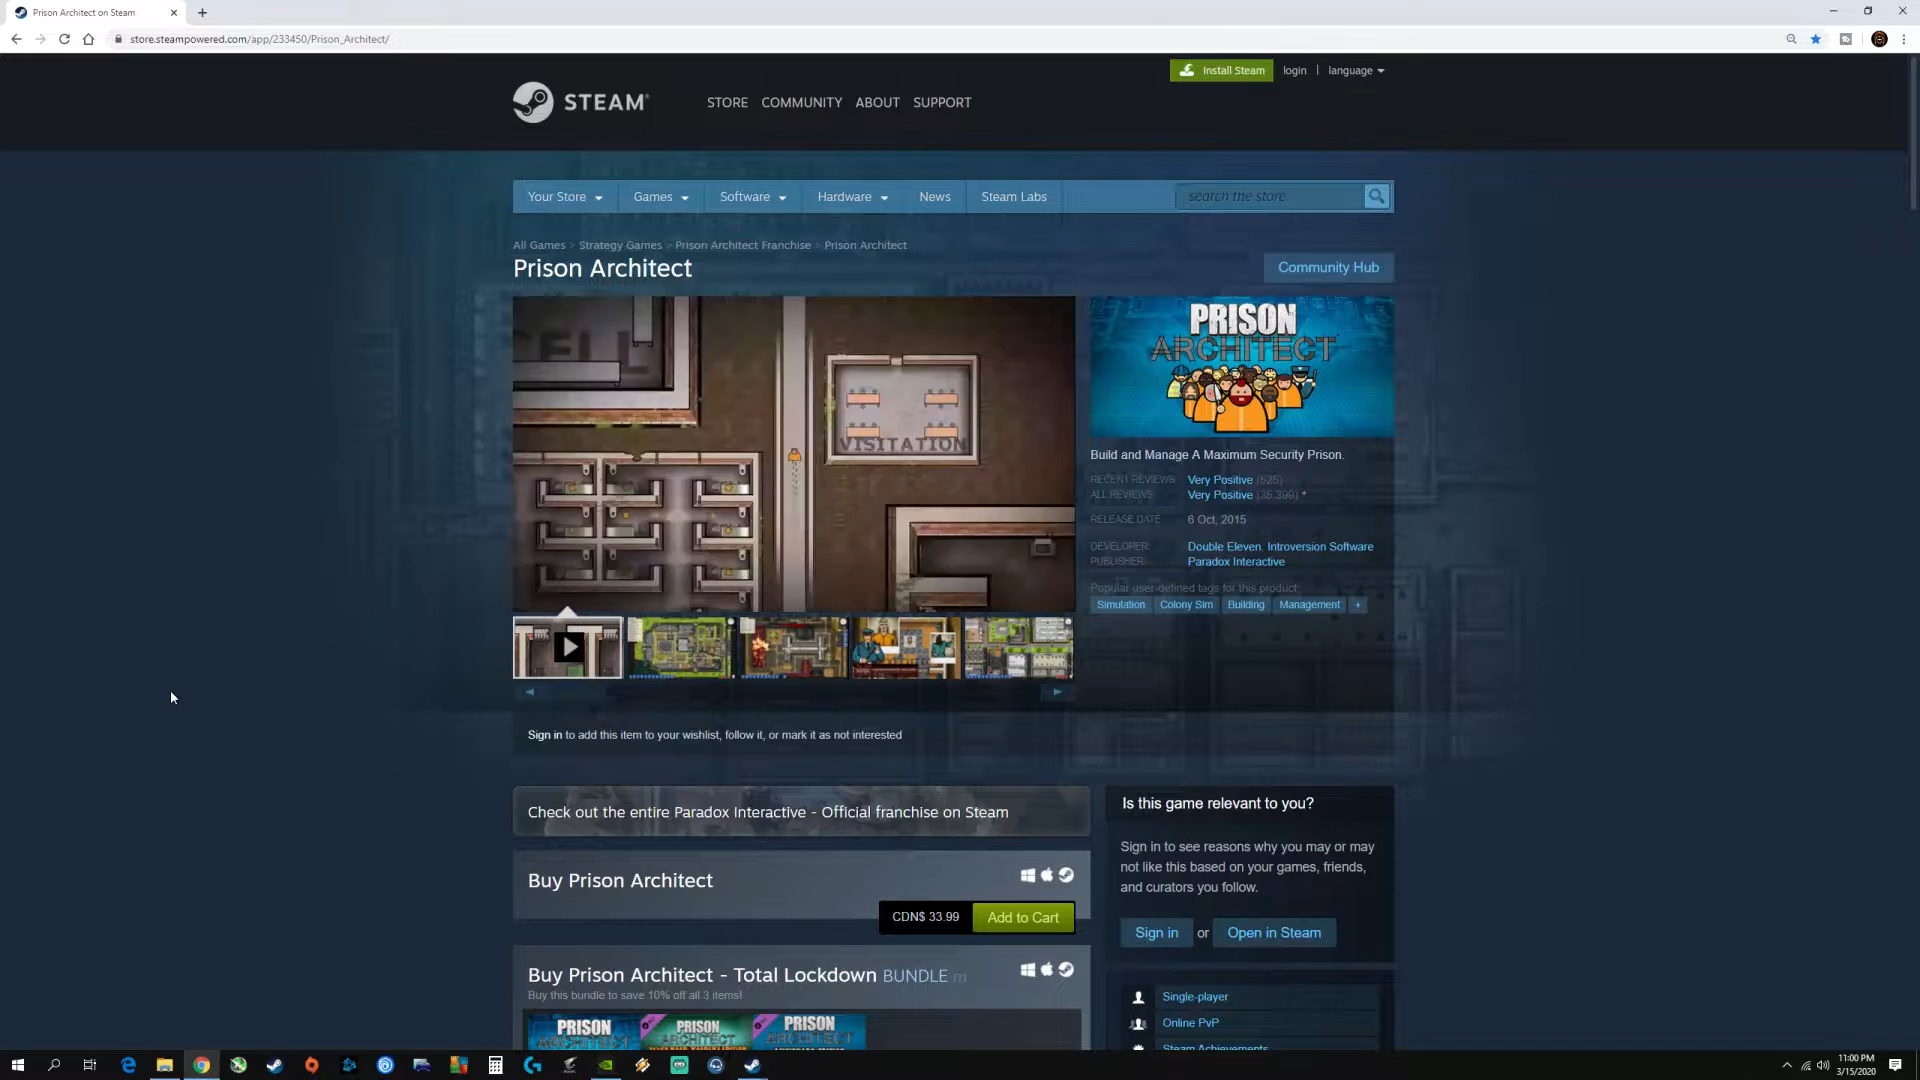 Prison Architect on Steam
store.steampowered.com/app/233450/Prison_Architect/
Install Steam
login
language
STEAM
STORE
COMMUNITY
ABOUT
SUPPORT
Your Store
Games
Software
Hardware
News
Steam Labs
search the store
All Games > Strategy Games > Prison Architect Franchise > Prison Architect
Prison Architect
Community Hub
CELL
VISITATION
PRISON
ARCHITECT
Build and Manage A Maximum Security Prison.
RECENT REVIEWS: Very Positive (525)
ALL REVIEWS: Very Positive (35,399) *
RELEASE DATE: 6 Oct, 2015
DEVELOPER: Double Eleven, Introversion Software
PUBLISHER: Paradox Interactive
Popular user-defined tags for this product:
Simulation
Colony Sim
Building
Management
+
Sign in to add this item to your wishlist, follow it, or mark it as not interested
Check out the entire Paradox Interactive - Official franchise on Steam
Is this game relevant to you?
Sign in to see reasons why you may or may
not like this based on your games, friends,
and curators you follow.
Sign in or Open in Steam
Buy Prison Architect
CDN$ 33.99
Add to Cart
Buy Prison Architect - Total Lockdown BUNDLE
Buy this bundle to save 10% off all 3 items!
PRISON
ARCHITECT
PRISON
ARCHITECT
PRISON
ARCHITECT
Single-player
Online PvP
Steam Achievements
11:00 PM
3/15/2020